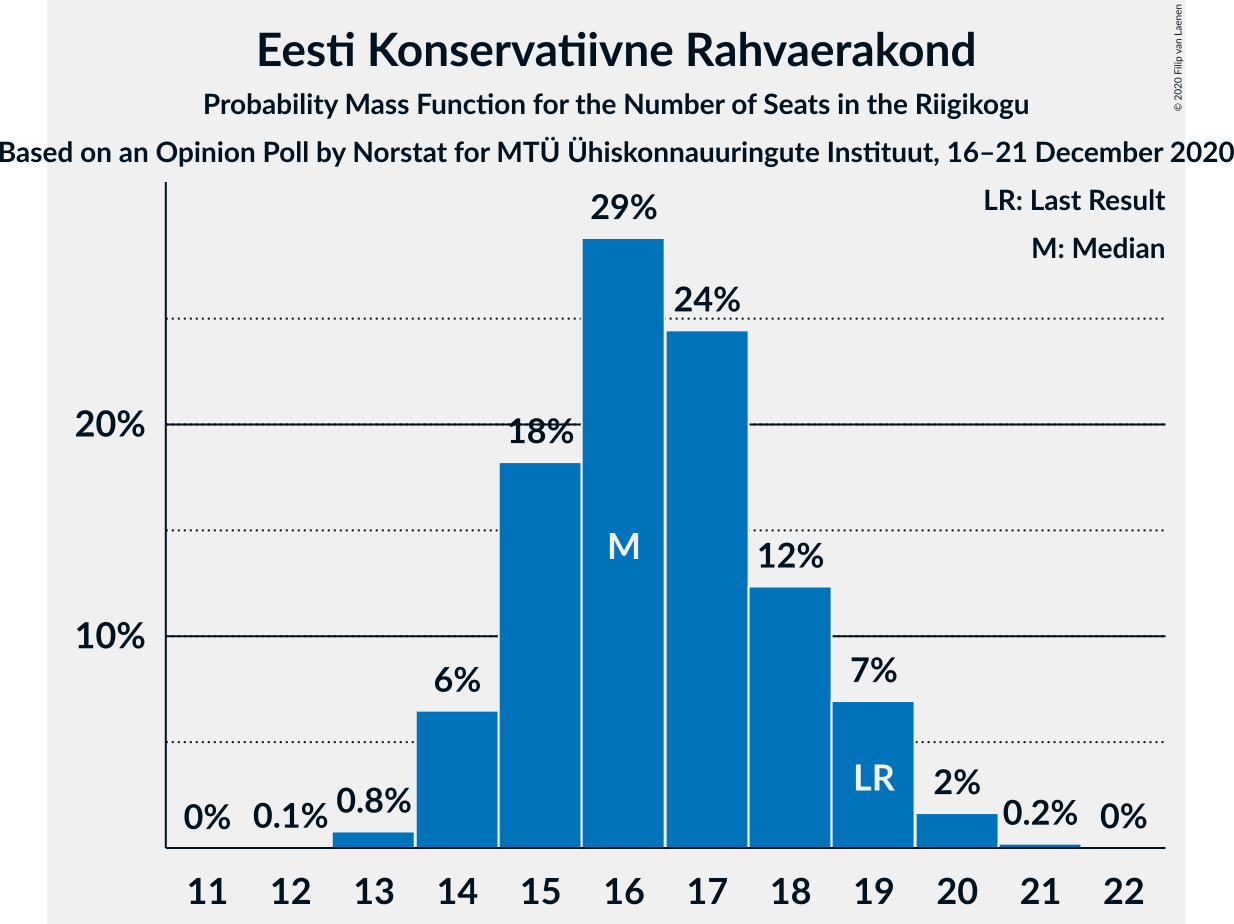 Eesti Konservatiivne Rahvaerakond
Probability Mass Function for the Number of Seats in the Riigikogu
Based on an Opinion Poll by Norstat for MTÜ Ühiskonnauuringute Instituut, 16–21 December 2020
© 2020 Filip van Laenen
LR: Last Result
M: Median
20%
10%
0%
0.1%
0.8%
6%
18%
29%
24%
12%
7%
2%
0.2%
0%
M
LR
11 12 13 14 15 16 17 18 19 20 21 22